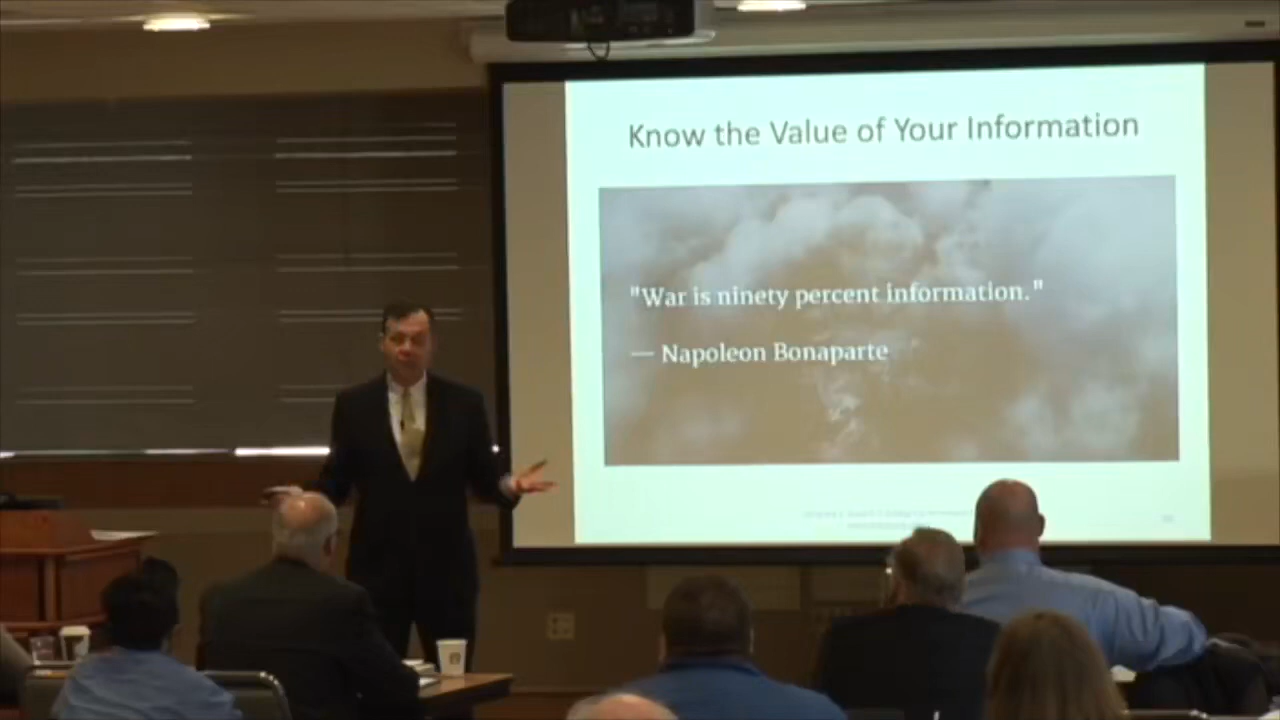 Know the Value of Your Information
"War is ninety percent information."
— Napoleon Bonaparte